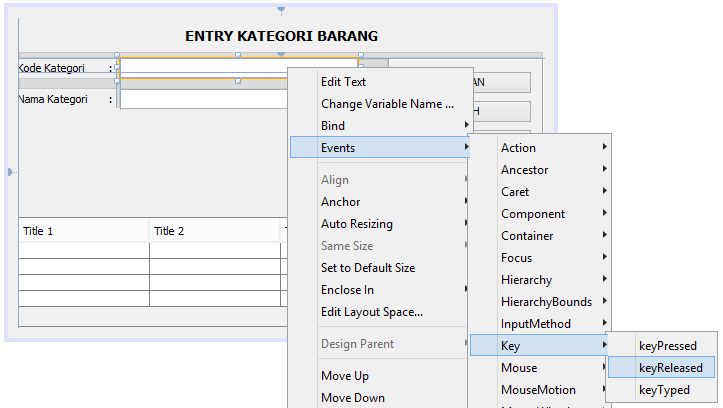 ENTRY KATEGORI BARANG
Kode Kategori :
AN
Nama Kategori :
H
Title 1 Title 2
Edit Text
Change Variable Name ...
Bind
Events
Align
Anchor
Auto Resizing
Same Size
Set to Default Size
Enclose In
Edit Layout Space...
Design Parent
Move Up
Move Down
Action
Ancestor
Caret
Component
Container
Focus
Hierarchy
HierarchyBounds
InputMethod
Key
Mouse
MouseMotion
keyPressed
keyReleased
keyTyped